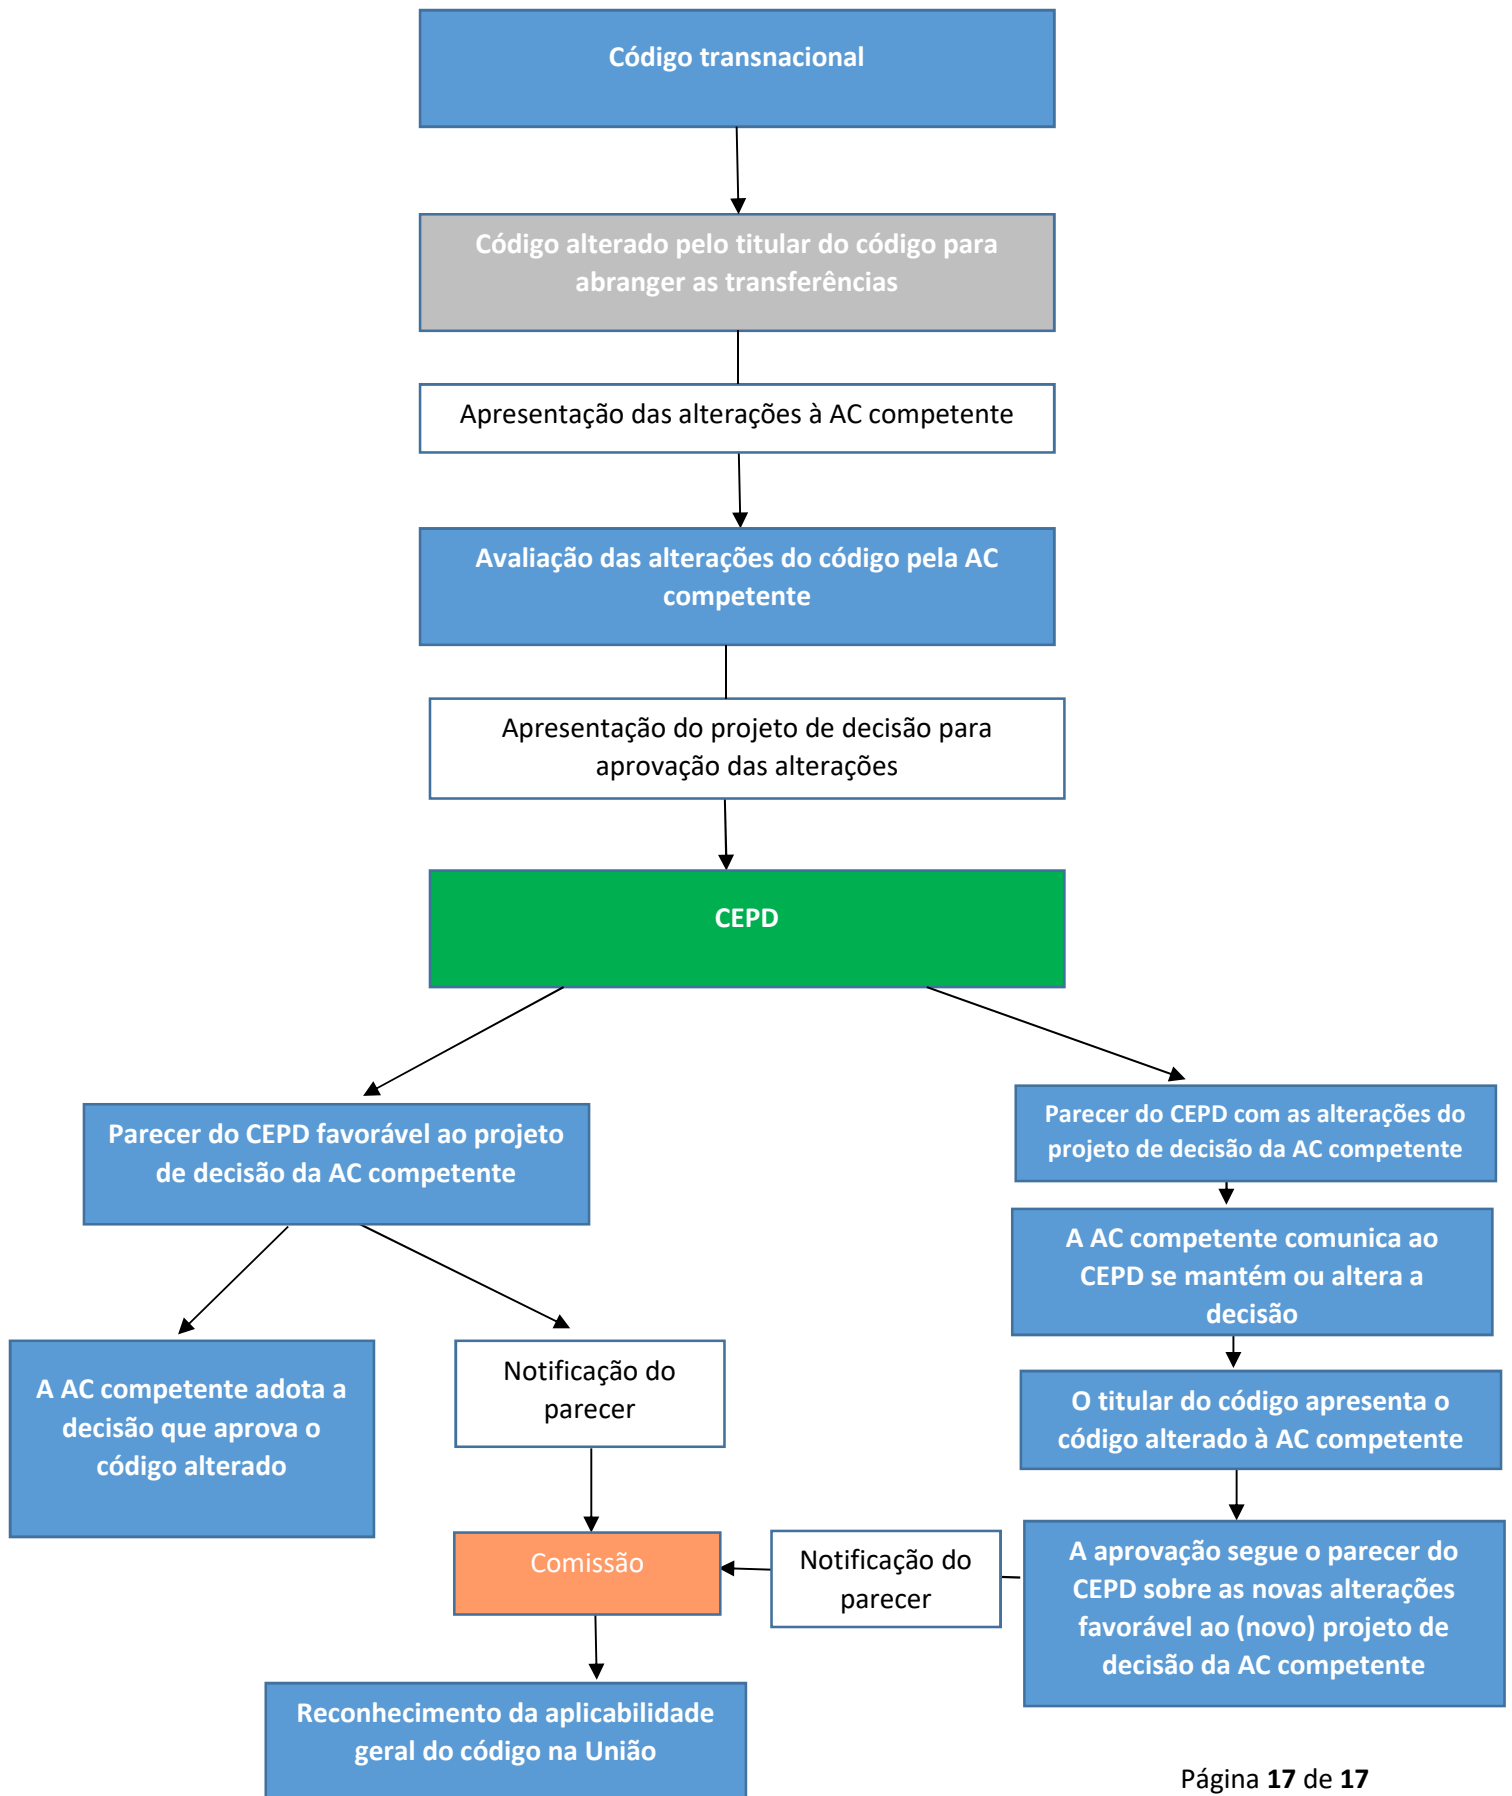 Código transnacional
Código alterado pelo titular do código para
abranger as transferências
Apresentação das alterações à AC competente
Avaliação das alterações do código pela AC
competente
Apresentação do projeto de decisão para
aprovação das alterações
CEPD
Parecer do CEPD favorável ao projeto
de decisão da AC competente
Parecer do CEPD com as alterações do
projeto de decisão da AC competente
A AC competente comunica ao
CEPD se mantém ou altera a
decisão
A AC competente adota a
decisão que aprova o
código alterado
Notificação do
parecer
O titular do código apresenta o
código alterado à AC competente
Comissão
Notificação do
parecer
A aprovação segue o parecer do
CEPD sobre as novas alterações
favorável ao (novo) projeto de
decisão da AC competente
Reconhecimento da aplicabilidade
geral do código na União
Página 17 de 17